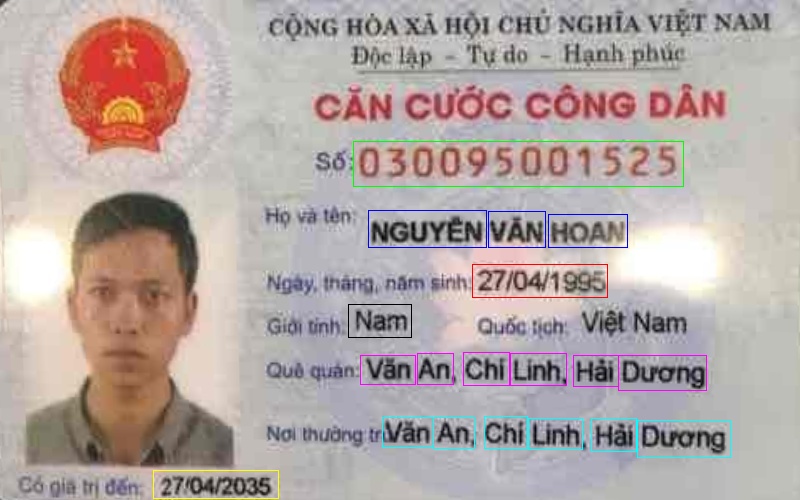 CỘNG HÒA XÃ HỘI CHỦ NGHĨA VIỆT NAM
Độc lập - Tự do - Hạnh phúc
CĂN CƯỚC CÔNG DÂN
Số: 030095001525
Họ và tên: NGUYỄN VĂN HOAN
Ngày, tháng, năm sinh: 27/04/1995
Giới tính: Nam Quốc tịch: Việt Nam
Quê quán: Văn An, Chí Linh, Hải Dương
Nơi thường trú: Văn An, Chí Linh, Hải Dương
Có giá trị đến: 27/04/2035